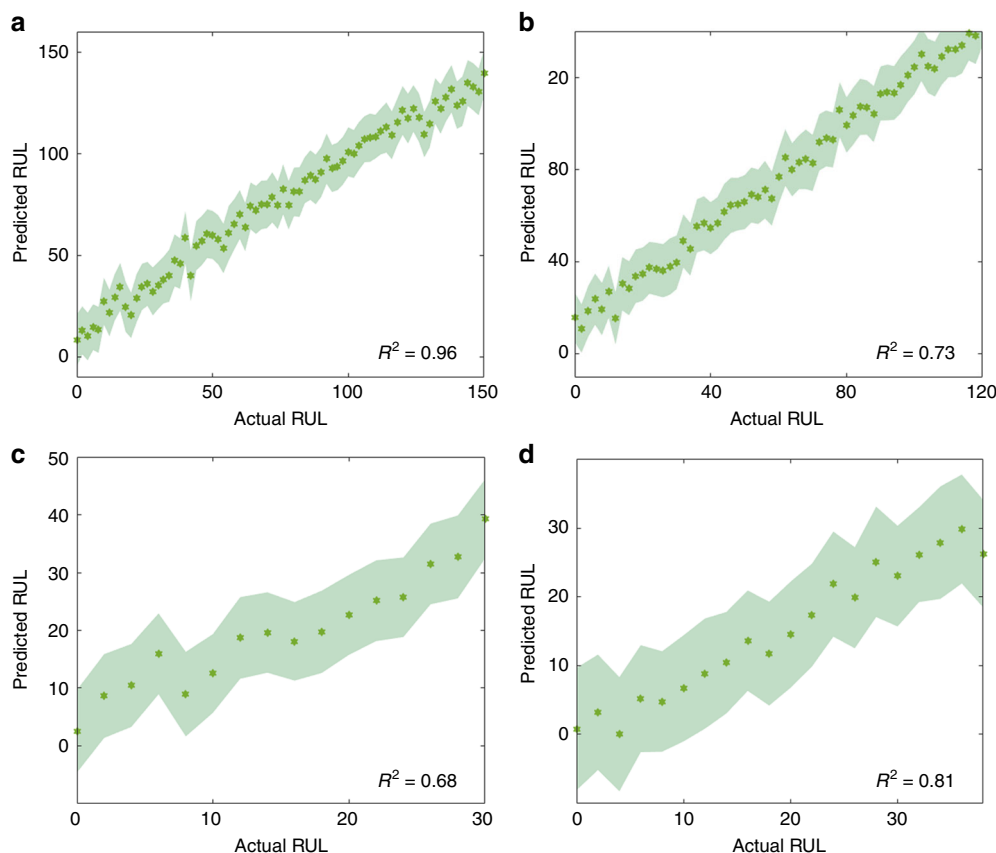 a
150
100
50
0
Predicted RUL
R² = 0.96
0 50 100 150
Actual RUL
b
20
80
40
0
Predicted RUL
R² = 0.73
0 40 80 120
Actual RUL
c
50
40
30
20
10
0
Predicted RUL
R² = 0.68
0 10 20 30
Actual RUL
d
30
20
10
0
Predicted RUL
R² = 0.81
0 10 20 30
Actual RUL